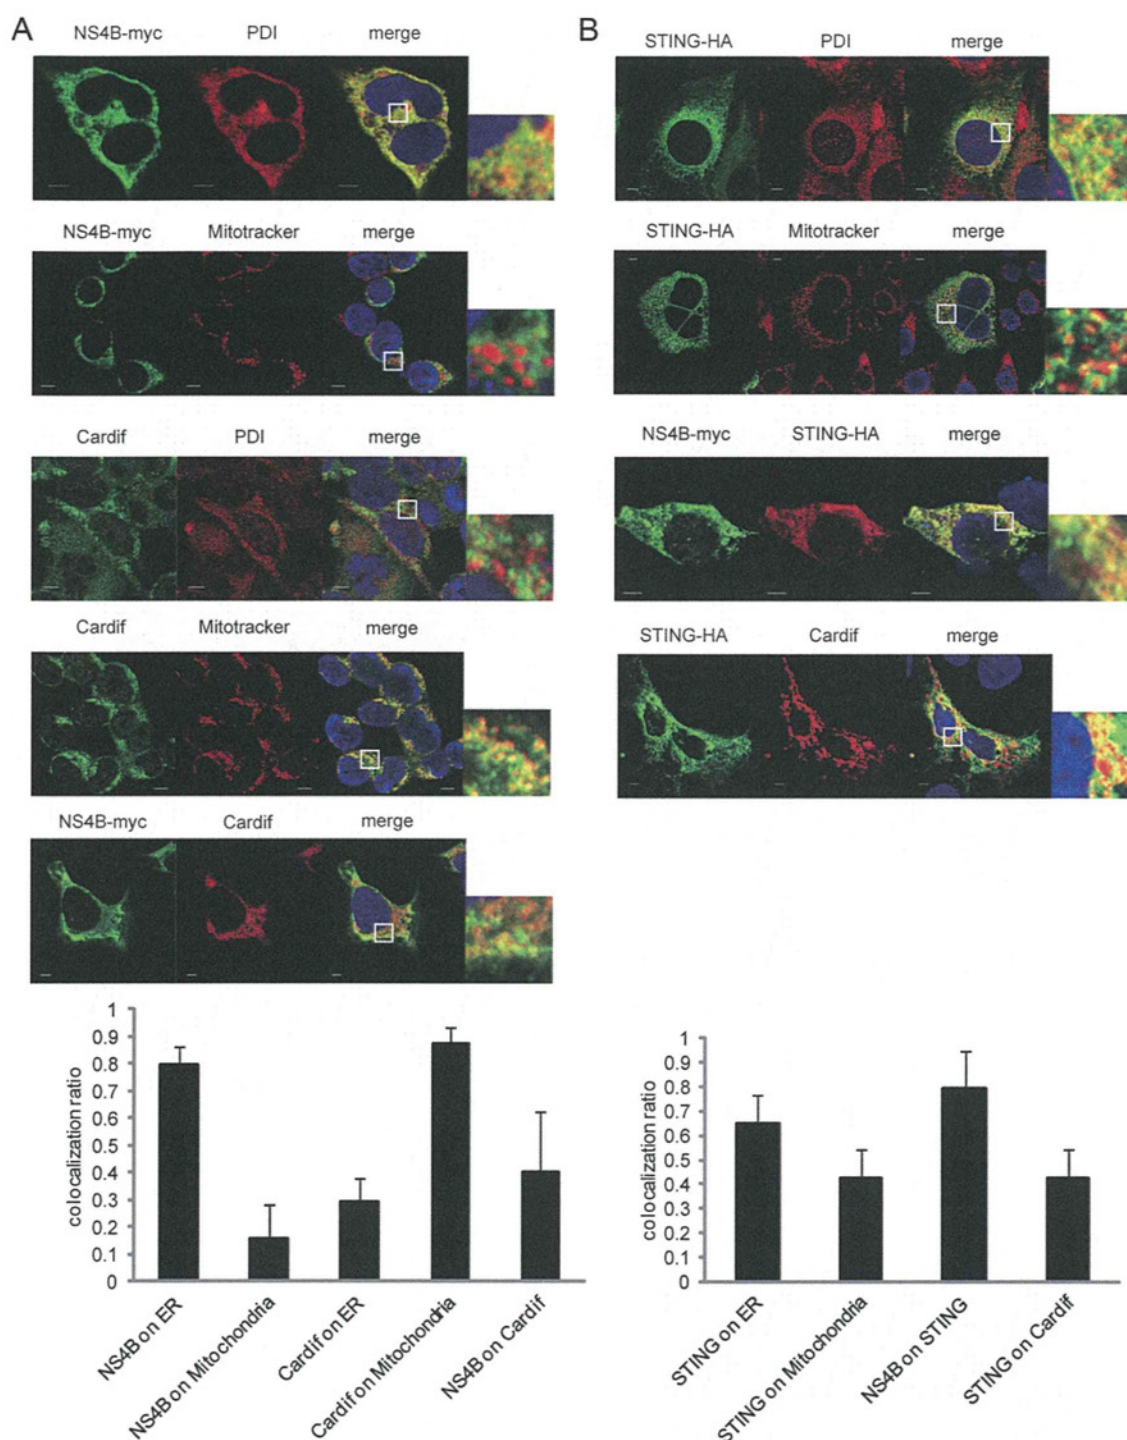 A
NS4B-myc PDI merge
NS4B-myc Mitotracker merge
Cardif PDI merge
Cardif Mitotracker merge
NS4B-myc Cardif merge
colocalization ratio
1
0.9
0.8
0.7
0.6
0.5
0.4
0.3
0.2
0.1
0
NS4B on ER
NS4B on Mitochondria
Cardif on ER
Cardif on Mitochondria
NS4B on Cardif
B
STING-HA PDI merge
STING-HA Mitotracker merge
NS4B-myc STING-HA merge
STING-HA Cardif merge
colocalization ratio
1
0.9
0.8
0.7
0.6
0.5
0.4
0.3
0.2
0.1
0
STING on ER
STING on Mitochondria
NS4B on STING
STING on Cardif